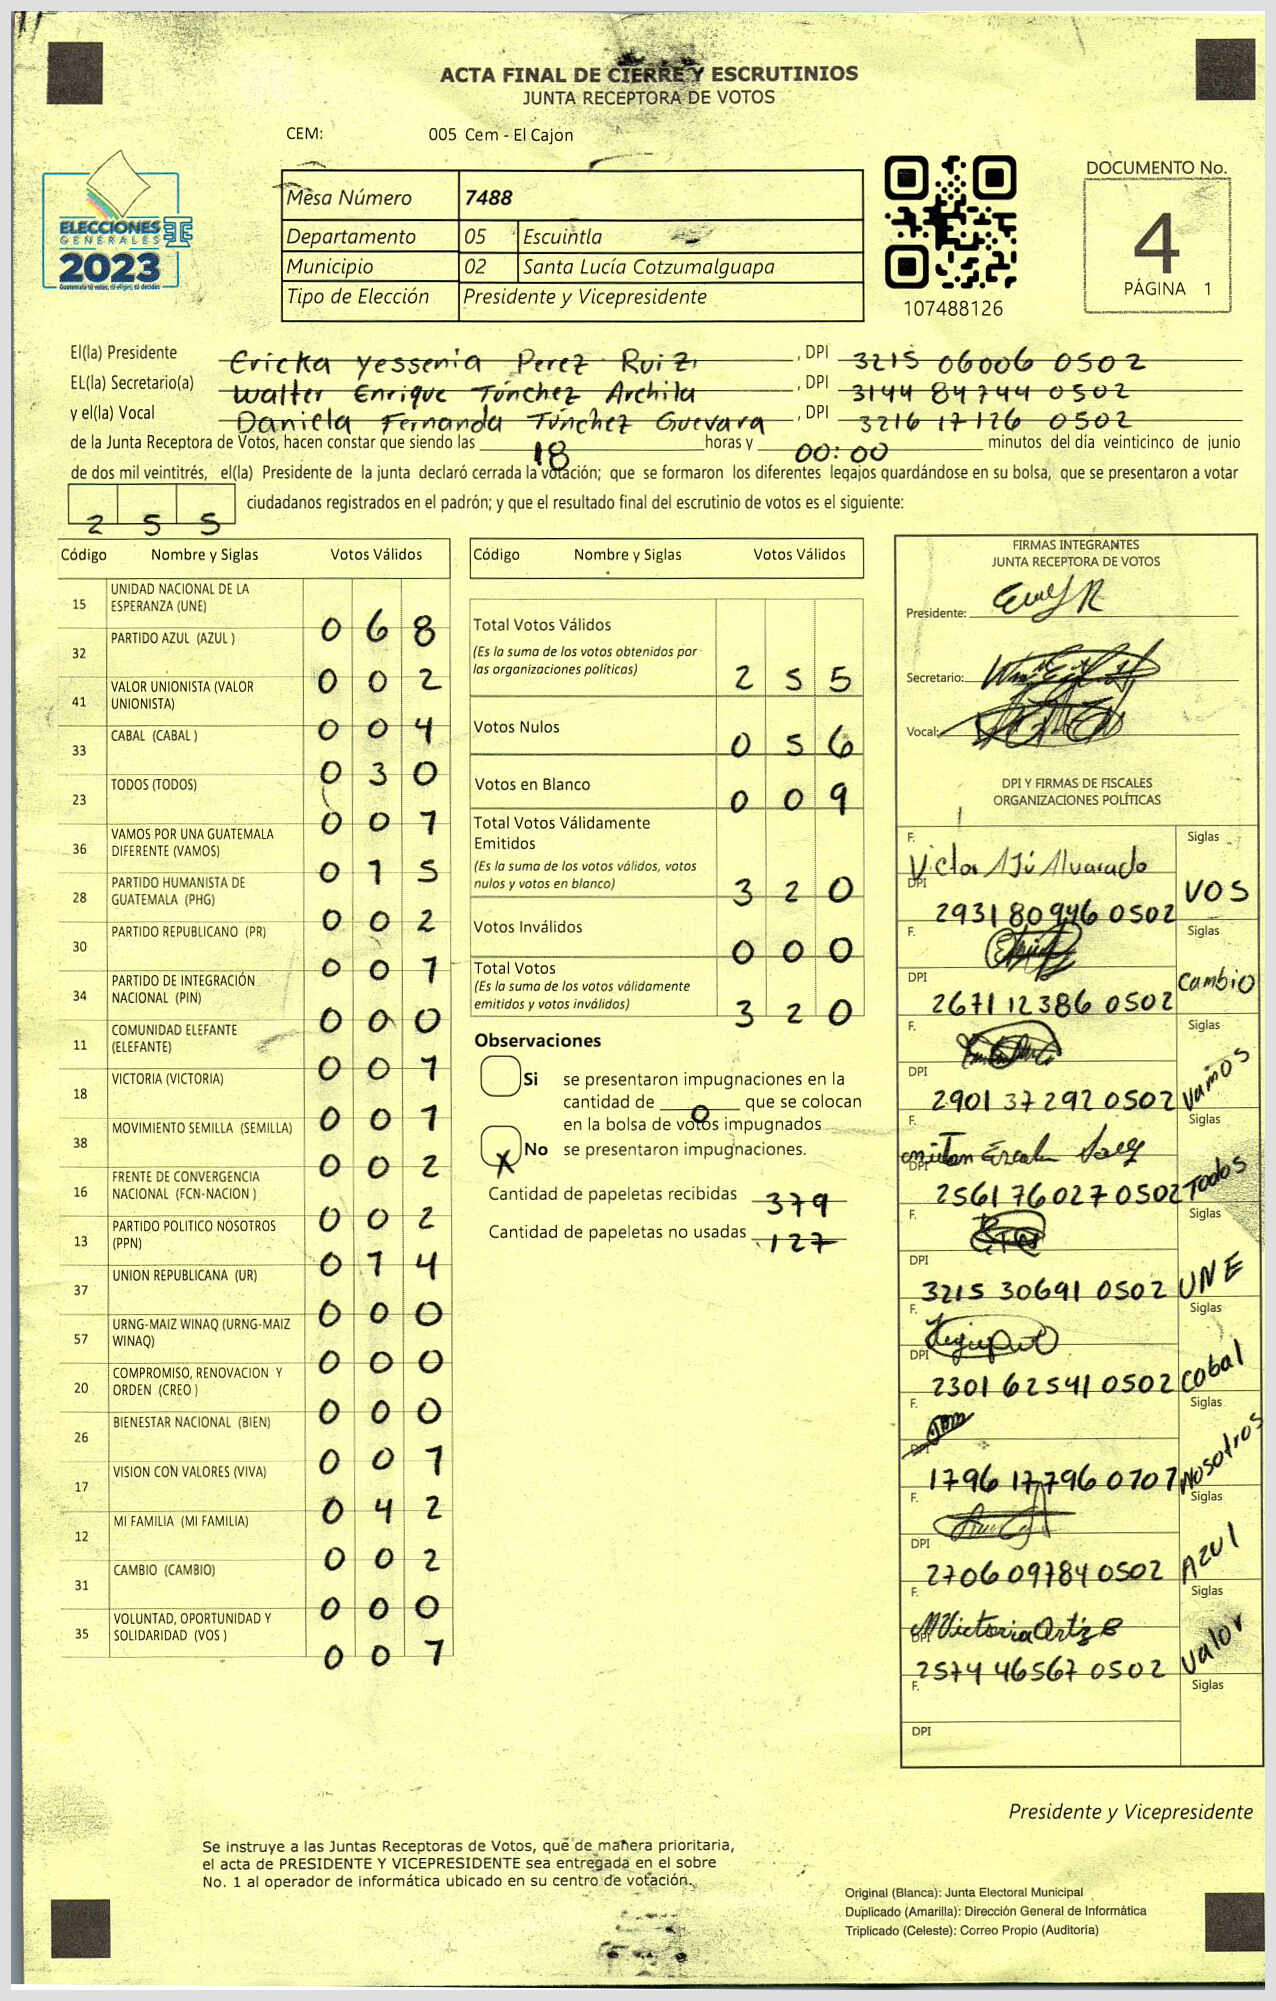 ACTA FINAL DE CIERRE Y ESCRUTINIOS
JUNTA RECEPTORA DE VOTOS
CEM: 005 Cem - El Cajon
ELECCIONES
GENERALES
2023
Guatemala tú votas, tú eliges, tú decides
Mesa Número 7488
Departamento 05 Escuintla
Municipio 02 Santa Lucía Cotzumalguapa
Tipo de Elección Presidente y Vicepresidente
107488126
DOCUMENTO No.
4
PÁGINA 1
El(la) Presidente Ericka Yessenia Perez Ruiz, DPI 3215 06006 0502
EL(la) Secretario(a) Walter Enrique Túnchez Archila, DPI 3144 84744 0502
y el(la) Vocal Daniela Fernanda Túnchez Guevara, DPI 3216 17126 0502
de la Junta Receptora de Votos, hacen constar que siendo las 18 horas y 00:00 minutos del día veinticinco de junio
de dos mil veintitrés, el(la) Presidente de la junta declaró cerrada la votación; que se formaron los diferentes legajos guardándose en su bolsa, que se presentaron a votar
255 ciudadanos registrados en el padrón; y que el resultado final del escrutinio de votos es el siguiente:
Código Nombre y Siglas Votos Válidos
15 UNIDAD NACIONAL DE LA ESPERANZA (UNE) 0 6 8
32 PARTIDO AZUL (AZUL ) 0 0 2
41 VALOR UNIONISTA (VALOR UNIONISTA) 0 0 4
33 CABAL (CABAL ) 0 3 0
23 TODOS (TODOS) 0 0 7
36 VAMOS POR UNA GUATEMALA DIFERENTE (VAMOS) 0 7 5
28 PARTIDO HUMANISTA DE GUATEMALA (PHG) 0 0 2
30 PARTIDO REPUBLICANO (PR) 0 0 1
34 PARTIDO DE INTEGRACIÓN NACIONAL (PIN) 0 0 0
11 COMUNIDAD ELEFANTE (ELEFANTE) 0 0 1
18 VICTORIA (VICTORIA) 0 0 1
38 MOVIMIENTO SEMILLA (SEMILLA) 0 0 2
16 FRENTE DE CONVERGENCIA NACIONAL (FCN-NACION ) 0 0 2
13 PARTIDO POLITICO NOSOTROS (PPN) 0 1 4
37 UNION REPUBLICANA (UR) 0 0 0
57 URNG-MAIZ WINAQ (URNG-MAIZ WINAQ) 0 0 0
20 COMPROMISO, RENOVACION Y ORDEN (CREO ) 0 0 0
26 BIENESTAR NACIONAL (BIEN) 0 0 1
17 VISION CON VALORES (VIVA) 0 4 2
12 MI FAMILIA (MI FAMILIA) 0 0 2
31 CAMBIO (CAMBIO) 0 0 0
35 VOLUNTAD, OPORTUNIDAD Y SOLIDARIDAD (VOS ) 0 0 1
Código Nombre y Siglas Votos Válidos
Total Votos Válidos
(Es la suma de los votos obtenidos por las organizaciones políticas) 2 5 5
Votos Nulos 0 5 6
Votos en Blanco 0 0 9
Total Votos Válidamente Emitidos
(Es la suma de los votos válidos, votos nulos y votos en blanco) 3 2 0
Votos Inválidos 0 0 0
Total Votos
(Es la suma de los votos válidamente emitidos y votos inválidos) 3 2 0
Observaciones
Si se presentaron impugnaciones en la
cantidad de 0 que se colocan
en la bolsa de votos impugnados
X No se presentaron impugnaciones.
Cantidad de papeletas recibidas 379
Cantidad de papeletas no usadas 127
FIRMAS INTEGRANTES
JUNTA RECEPTORA DE VOTOS
Presidente:
Secretario:
Vocal:
DPI Y FIRMAS DE FISCALES
ORGANIZACIONES POLÍTICAS
F. Victor Ajú Alvarado Siglas
DPI 2931 80946 0502 VOS
F. Siglas
DPI 2671 12386 0502 Cambio
F. Siglas
DPI 2901 37292 0502 Vamos
F. Siglas
DPI 2561 76027 0502 Todos
F. Siglas
DPI 3215 30691 0502 UNE
F. Siglas
DPI 2301 62541 0502 Cabal
F. Siglas
DPI 1796 17796 0707 Nosotros
F. Siglas
DPI 2706 09784 0502 Azul
F. MVictoria Ortiz E Siglas
DPI 2574 46567 0502 Valor
F. Siglas
DPI
Presidente y Vicepresidente
Se instruye a las Juntas Receptoras de Votos, que de manera prioritaria,
el acta de PRESIDENTE Y VICEPRESIDENTE sea entregada en el sobre
No. 1 al operador de informática ubicado en su centro de votación.
Original (Blanca): Junta Electoral Municipal
Duplicado (Amarilla): Dirección General de Informática
Triplicado (Celeste): Correo Propio (Auditoría)